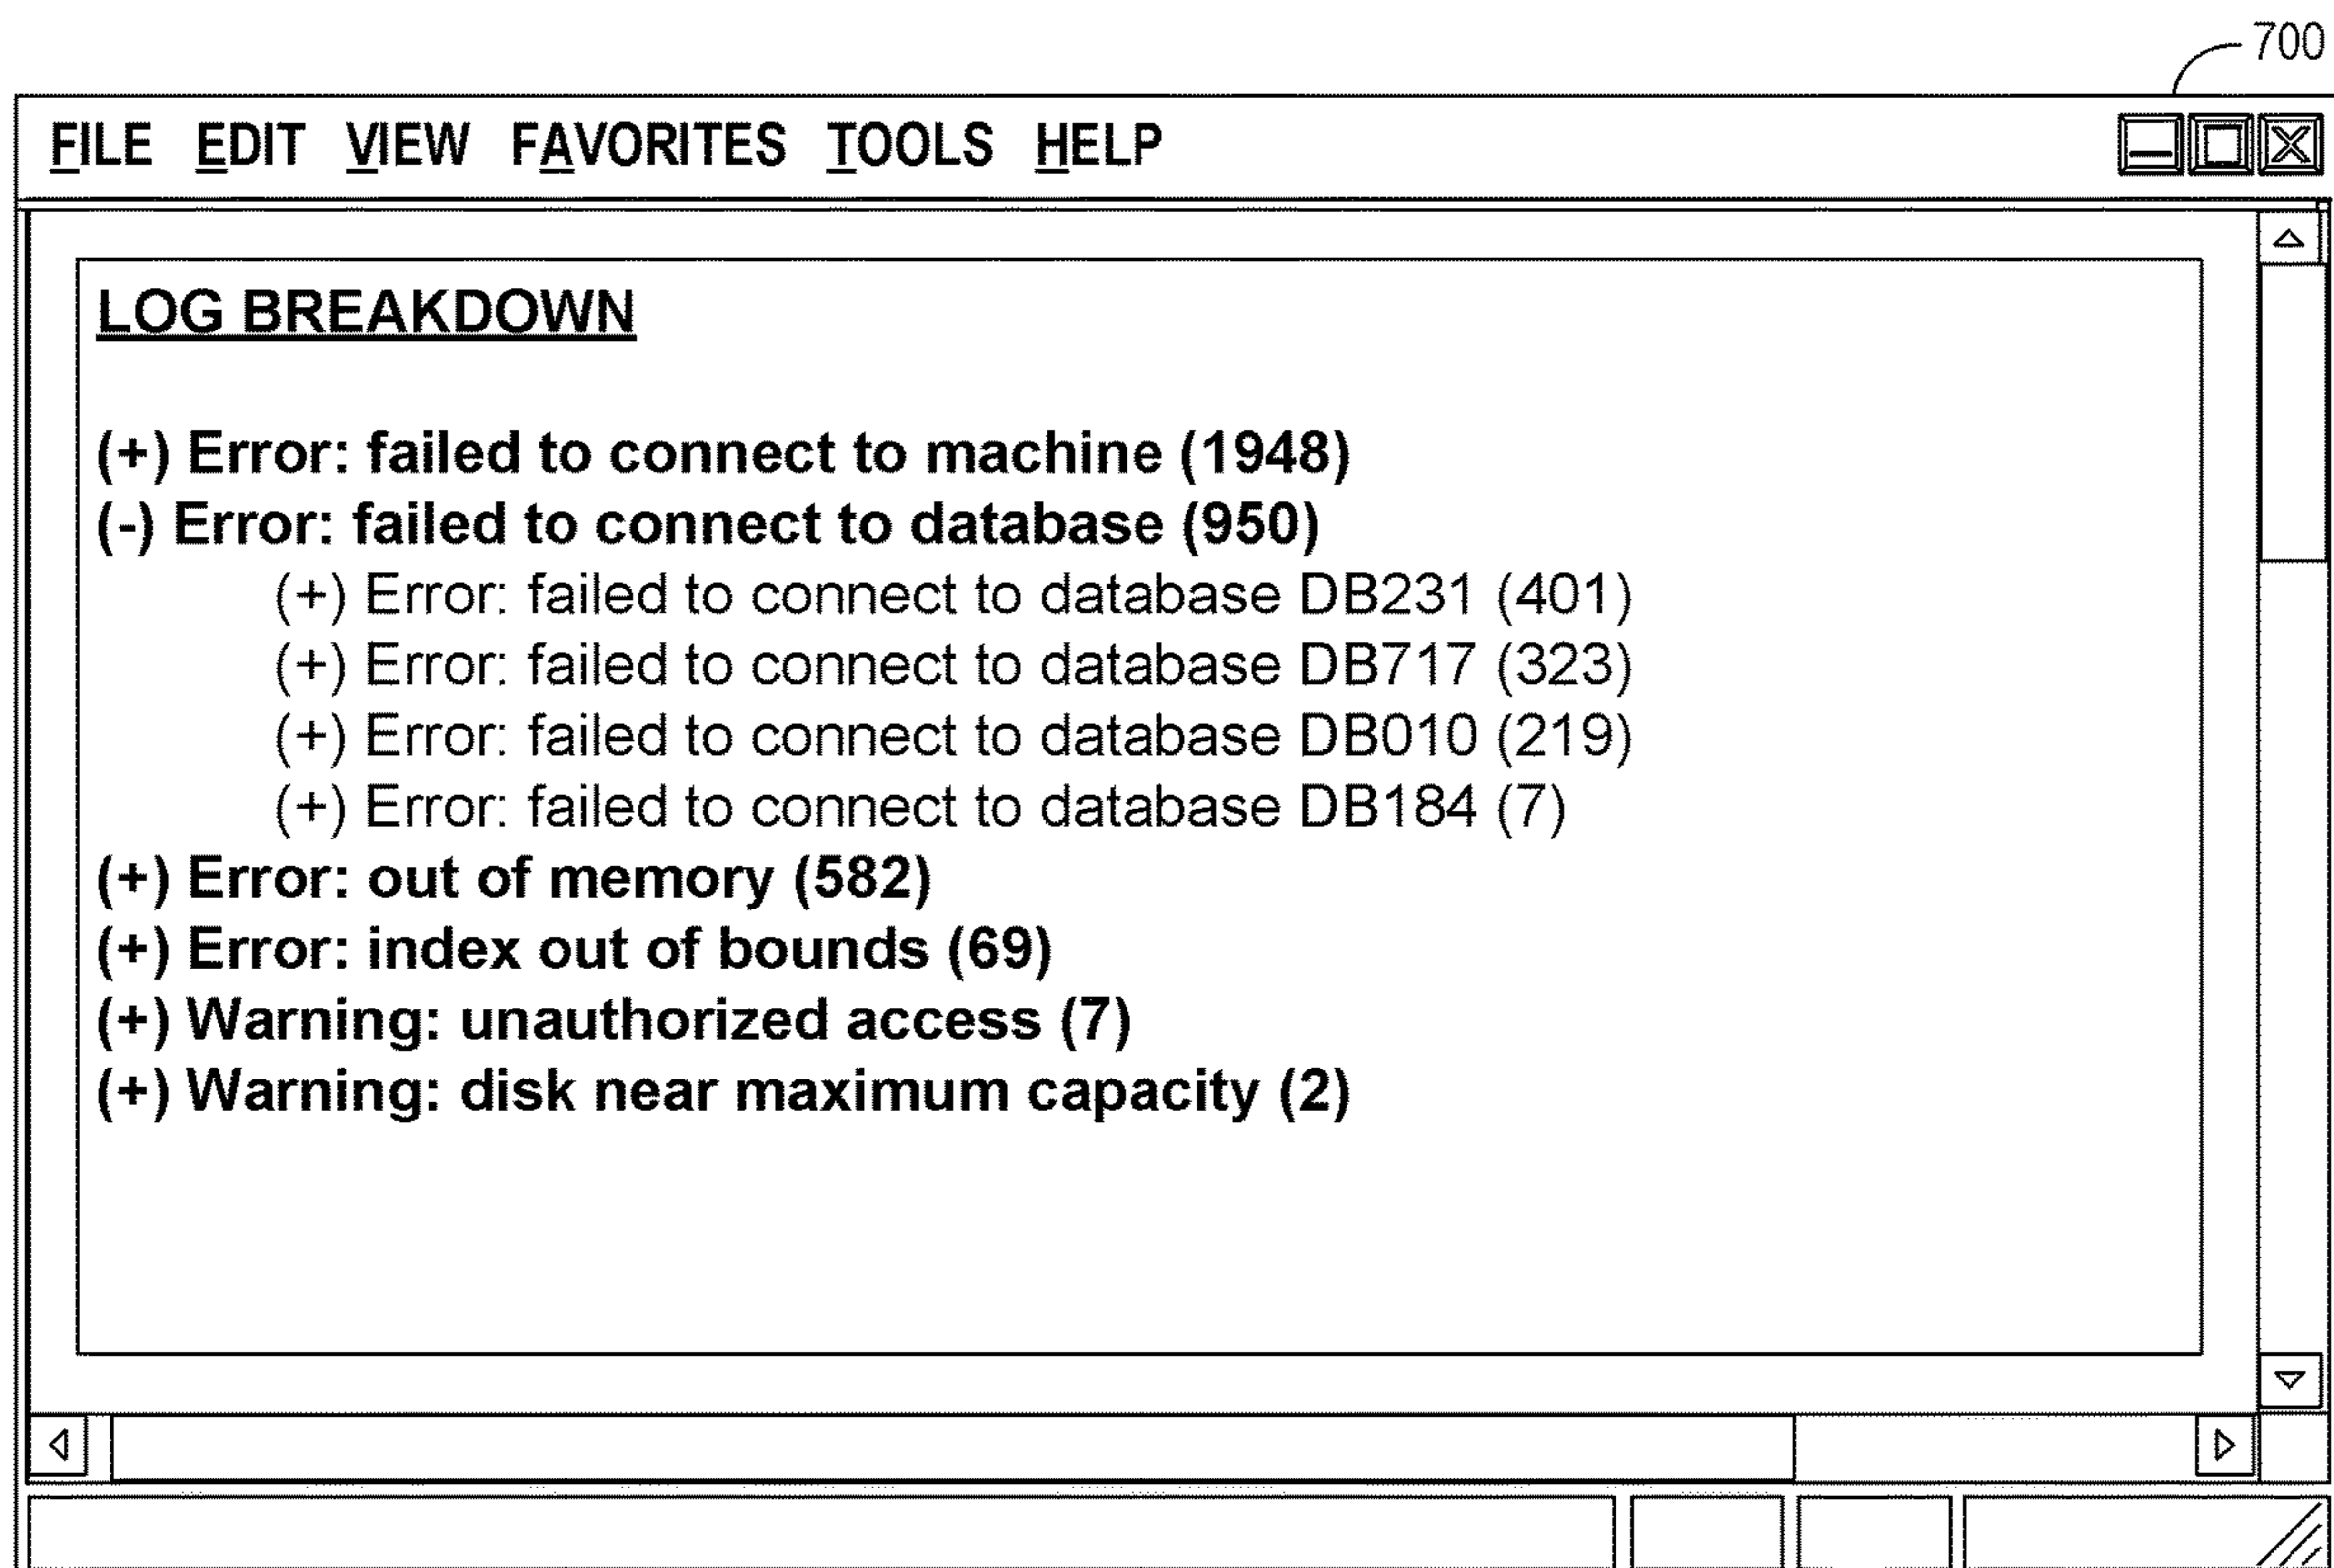 700
FILE EDIT VIEW FAVORITES TOOLS HELP
LOG BREAKDOWN
(+) Error: failed to connect to machine (1948)
(-) Error: failed to connect to database (950)
(+) Error: failed to connect to database DB231 (401)
(+) Error: failed to connect to database DB717 (323)
(+) Error: failed to connect to database DB010 (219)
(+) Error: failed to connect to database DB184 (7)
(+) Error: out of memory (582)
(+) Error: index out of bounds (69)
(+) Warning: unauthorized access (7)
(+) Warning: disk near maximum capacity (2)